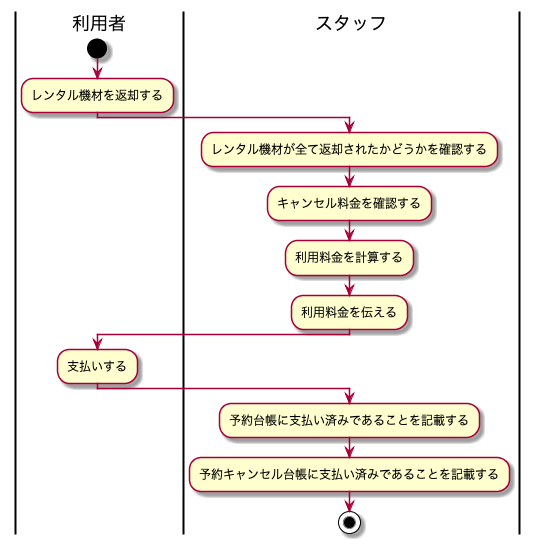 利用者
スタッフ
レンタル機材を返却する
レンタル機材が全て返却されたかどうかを確認する
キャンセル料金を確認する
利用料金を計算する
利用料金を伝える
支払いする
予約台帳に支払い済みであることを記載する
予約キャンセル台帳に支払い済みであることを記載する